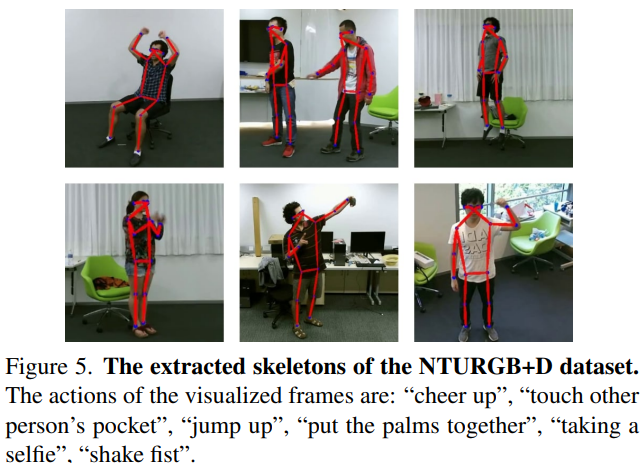 Figure 5. The extracted skeletons of the NTURGB+D dataset.
The actions of the visualized frames are: “cheer up”, “touch other
person’s pocket”, “jump up”, “put the palms together”, “taking a
selfie”, “shake fist”.